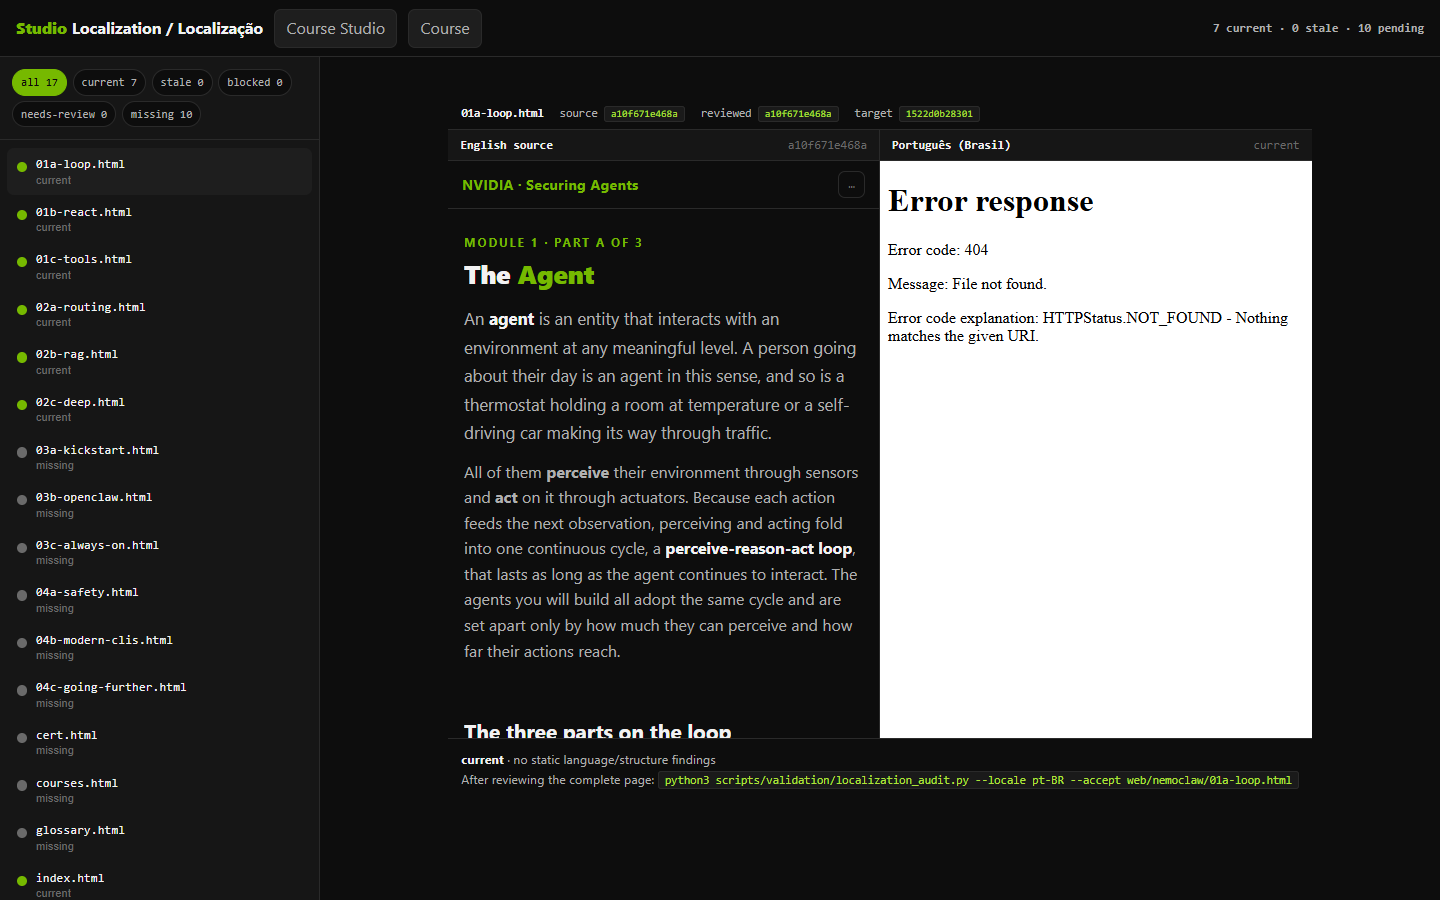 Studio Localization / Localização
Course Studio
Course
7 current · 0 stale · 10 pending
all 17
current 7
stale 0
blocked 0
needs-review 0
missing 10
01a-loop.html
current
01b-react.html
current
01c-tools.html
current
02a-routing.html
current
02b-rag.html
current
02c-deep.html
current
03a-kickstart.html
missing
03b-openclaw.html
missing
03c-always-on.html
missing
04a-safety.html
missing
04b-modern-clis.html
missing
04c-going-further.html
missing
cert.html
missing
courses.html
missing
glossary.html
missing
index.html
current
01a-loop.html source a10f671e468a reviewed a10f671e468a target 1522d0b28301
English source a10f671e468a
NVIDIA · Securing Agents
…
MODULE 1 · PART A OF 3
The Agent
An agent is an entity that interacts with an
environment at any meaningful level. A person going
about their day is an agent in this sense, and so is a
thermostat holding a room at temperature or a self-
driving car making its way through traffic.
All of them perceive their environment through sensors
and act on it through actuators. Because each action
feeds the next observation, perceiving and acting fold
into one continuous cycle, a perceive-reason-act loop,
that lasts as long as the agent continues to interact. The
agents you will build all adopt the same cycle and are
set apart only by how much they can perceive and how
far their actions reach.
The three parts on the loop
Português (Brasil) current
Error response
Error code: 404
Message: File not found.
Error code explanation: HTTPStatus.NOT_FOUND - Nothing
matches the given URI.
current · no static language/structure findings
After reviewing the complete page: python3 scripts/validation/localization_audit.py --locale pt-BR --accept web/nemoclaw/01a-loop.html